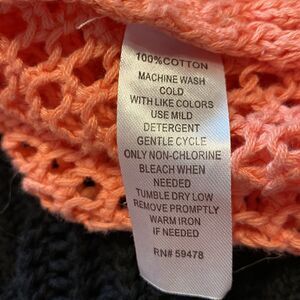 100%COTTON
MACHINE WASH
COLD
WITH LIKE COLORS
USE MILD
DETERGENT
GENTLE CYCLE
ONLY NON-CHLORINE
BLEACH WHEN
NEEDED
TUMBLE DRY LOW
REMOVE PROMPTLY
WARM IRON
IF NEEDED
RN# 59478